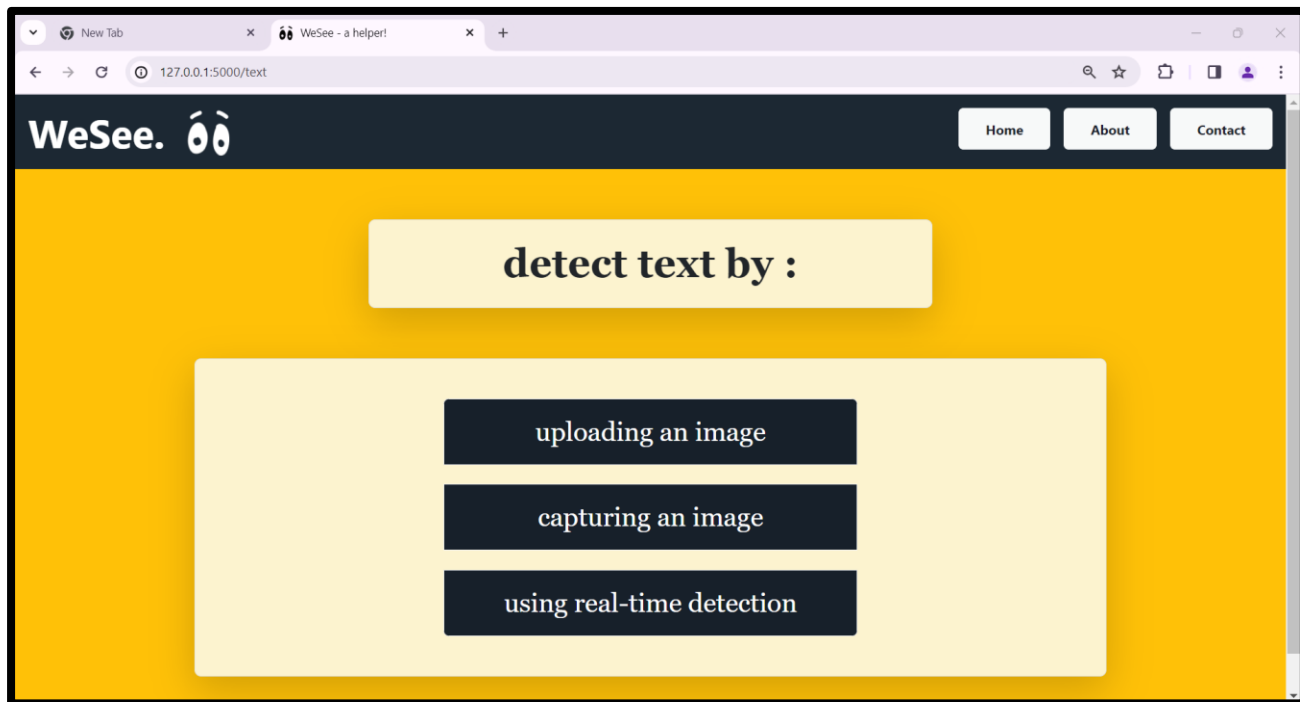 New Tab
WeSee - a helper!
127.0.0.1:5000/text
WeSee.
Home
About
Contact
detect text by :
uploading an image
capturing an image
using real-time detection